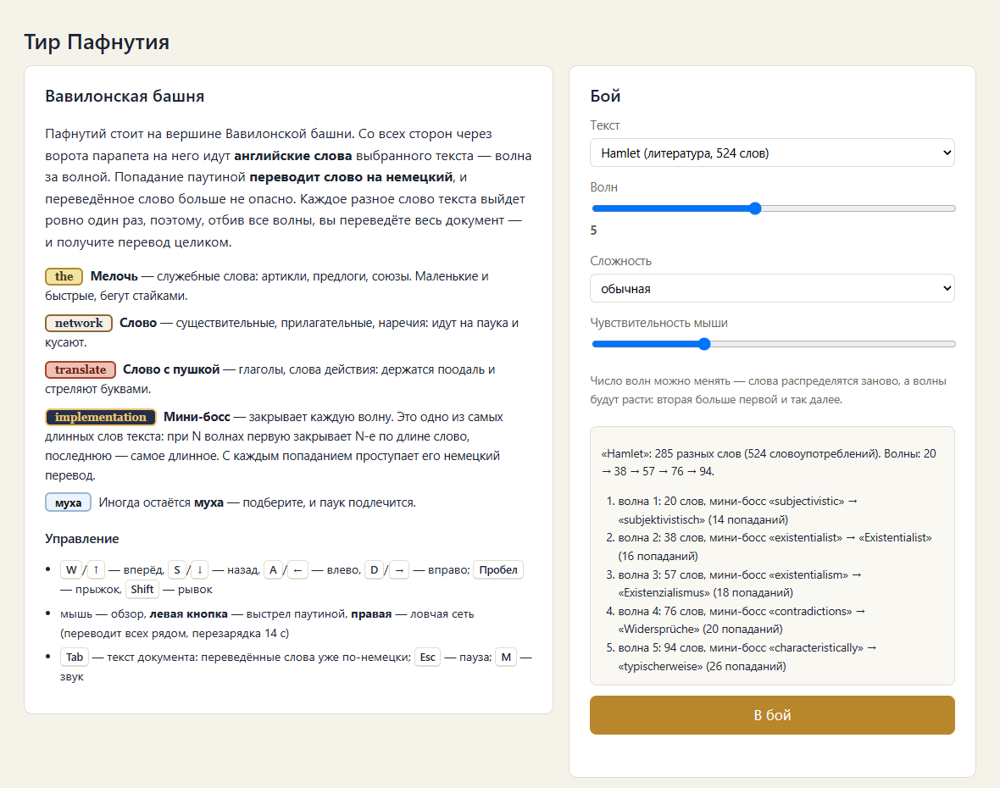 Тир Пафнутия
Вавилонская башня
Пафнутий стоит на вершине Вавилонской башни. Со всех сторон через
ворота парапета на него идут английские слова выбранного текста — волна
за волной. Попадание паутиной переводит слово на немецкий, и
переведённое слово больше не опасно. Каждое разное слово текста выйдет
ровно один раз, поэтому, отбив все волны, вы переведёте весь документ —
и получите перевод целиком.
the Мелочь — служебные слова: артикли, предлоги, союзы. Маленькие и
быстрые, бегут стайками.
network Слово — существительные, прилагательные, наречия: идут на паука и
кусают.
translate Слово с пушкой — глаголы, слова действия: держатся поодаль и
стреляют буквами.
implementation Мини-босс — закрывает каждую волну. Это одно из самых
длинных слов текста: при N волнах первую закрывает N-е по длине слово,
последнюю — самое длинное. С каждым попаданием проступает его немецкий
перевод.
муха Иногда остаётся муха — подберите, и паук подлечится.
Управление
• W/↑ — вперёд, S/↓ — назад, A/← — влево, D/→ — вправо; Пробел
— прыжок, Shift — рывок
• мышь — обзор, левая кнопка — выстрел паутиной, правая — ловчая сеть
(переводит всех рядом, перезарядка 14 с)
• Tab — текст документа: переведённые слова уже по-немецки; Esc — пауза; M —
звук
Бой
Текст
Hamlet (литература, 524 слов)
Волн
5
Сложность
обычная
Чувствительность мыши
Число волн можно менять — слова распределятся заново, а волны
будут расти: вторая больше первой и так далее.
«Hamlet»: 285 разных слов (524 словоупотреблений). Волны: 20
→ 38 → 57 → 76 → 94.
1. волна 1: 20 слов, мини-босс «subjectivistic» →
«subjektivistisch» (14 попаданий)
2. волна 2: 38 слов, мини-босс «existentialist» → «Existentialist»
(16 попаданий)
3. волна 3: 57 слов, мини-босс «existentialism» →
«Existenzialismus» (18 попаданий)
4. волна 4: 76 слов, мини-босс «contradictions» →
«Widersprüche» (20 попаданий)
5. волна 5: 94 слов, мини-босс «characteristically» →
«typischerweise» (26 попаданий)
В бой